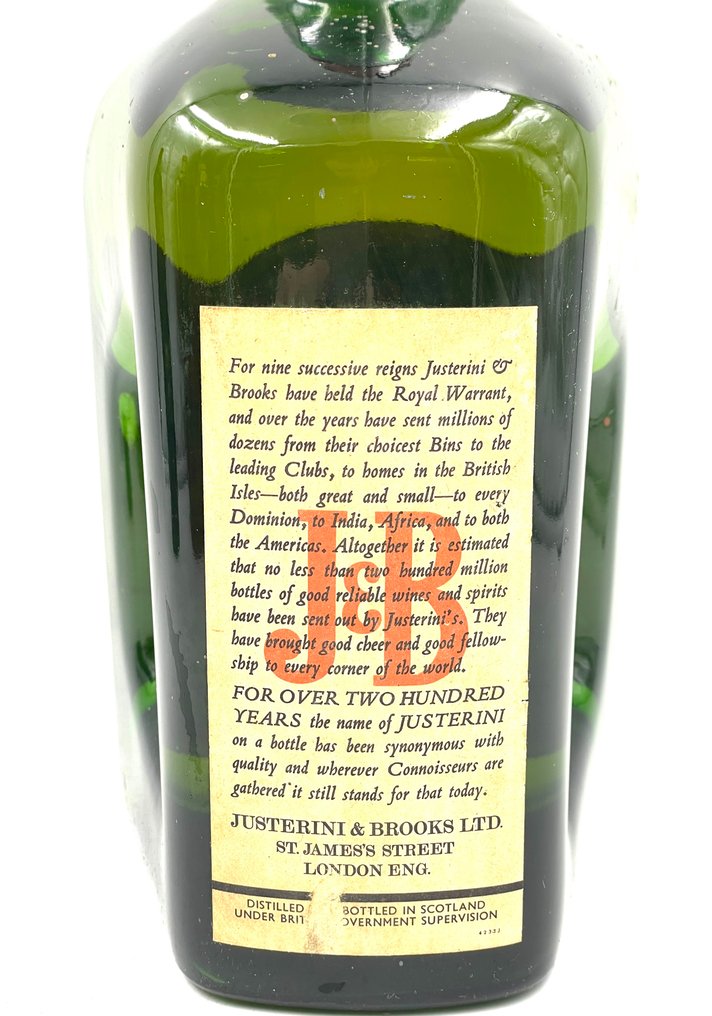 For nine successive reigns Justerini &
Brooks have held the Royal Warrant,
and over the years have sent millions of
dozens from their choicest Bins to the
leading Clubs, to homes in the British
Isles—both great and small—to every
Dominion, to India, Africa, and to both
the Americas. Altogether it is estimated
that no less than two hundred million
bottles of good reliable wines and spirits
have been sent out by Justerini's. They
have brought good cheer and good fellow-
ship to every corner of the world.
J&B
FOR OVER TWO HUNDRED
YEARS the name of JUSTERINI
on a bottle has been synonymous with
quality and wherever Connoisseurs are
gathered it still stands for that today.
JUSTERINI & BROOKS LTD.
ST. JAMES'S STREET
LONDON ENG.
DISTILLED BOTTLED IN SCOTLAND
UNDER SUPERVISION